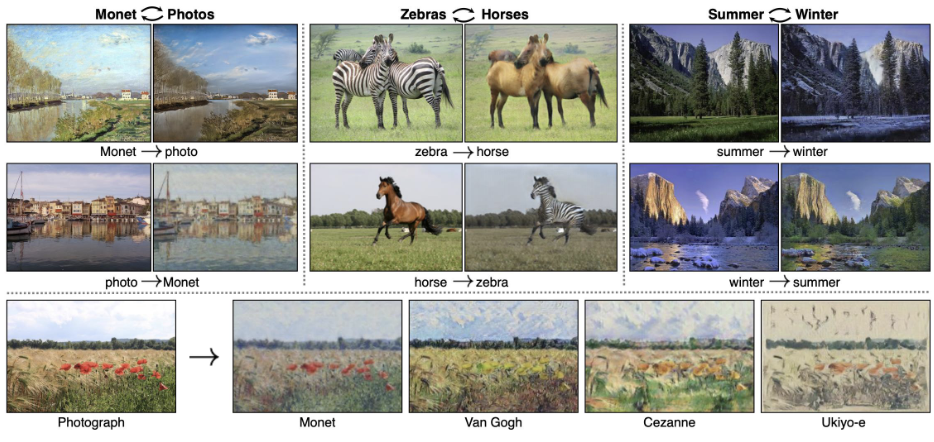 Monet Photos
Zebras Horses
Summer Winter
Monet → photo
zebra → horse
summer → winter
photo → Monet
horse → zebra
winter → summer
Photograph
Monet
Van Gogh
Cezanne
Ukiyo-e